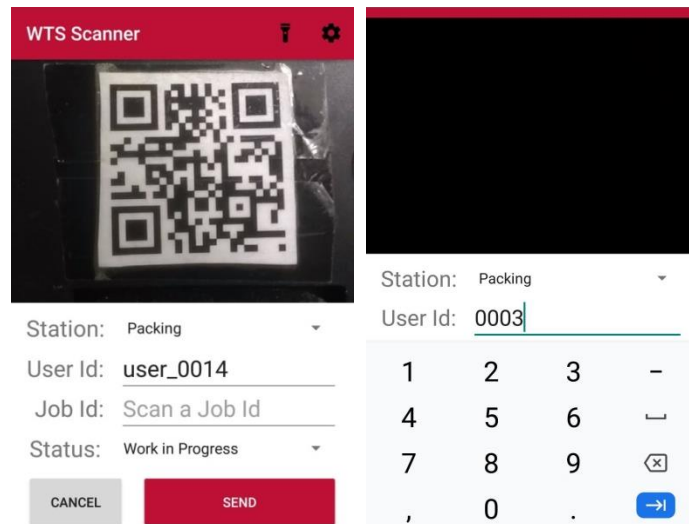 WTS Scanner
Station: Packing
User Id: user_0014
Job Id: Scan a Job Id
Status: Work in Progress
CANCEL SEND
Station: Packing
User Id: 0003
1 2 3 -
4 5 6
7 8 9
, 0 .